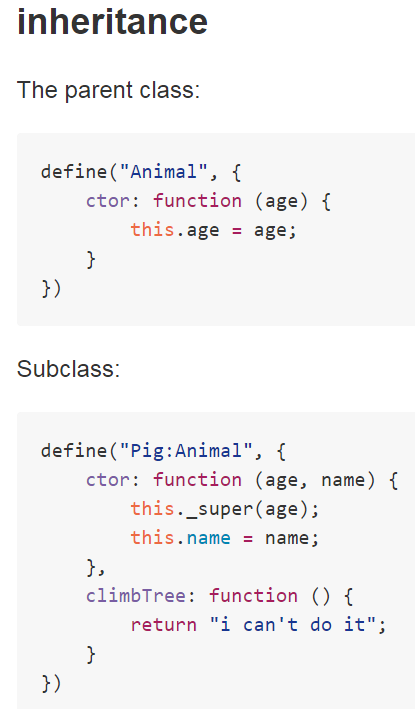 inheritance
The parent class:
define("Animal", {
    ctor: function (age) {
        this.age = age;
    }
})
Subclass:
define("Pig:Animal", {
    ctor: function (age, name) {
        this._super(age);
        this.name = name;
    },
    climbTree: function () {
        return "i can't do it";
    }
})